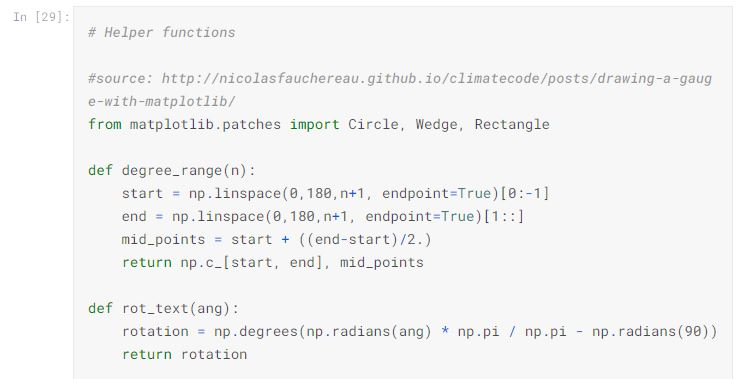 In [29]:
# Helper functions
#source: http://nicolasfauchereau.github.io/climatecode/posts/drawing-a-gaug
e-with-matplotlib/
from matplotlib.patches import Circle, Wedge, Rectangle
def degree_range(n):
    start = np.linspace(0,180,n+1, endpoint=True)[0:-1]
    end = np.linspace(0,180,n+1, endpoint=True)[1::]
    mid_points = start + ((end-start)/2.)
    return np.c_[start, end], mid_points
def rot_text(ang):
    rotation = np.degrees(np.radians(ang) * np.pi / np.pi - np.radians(90))
    return rotation